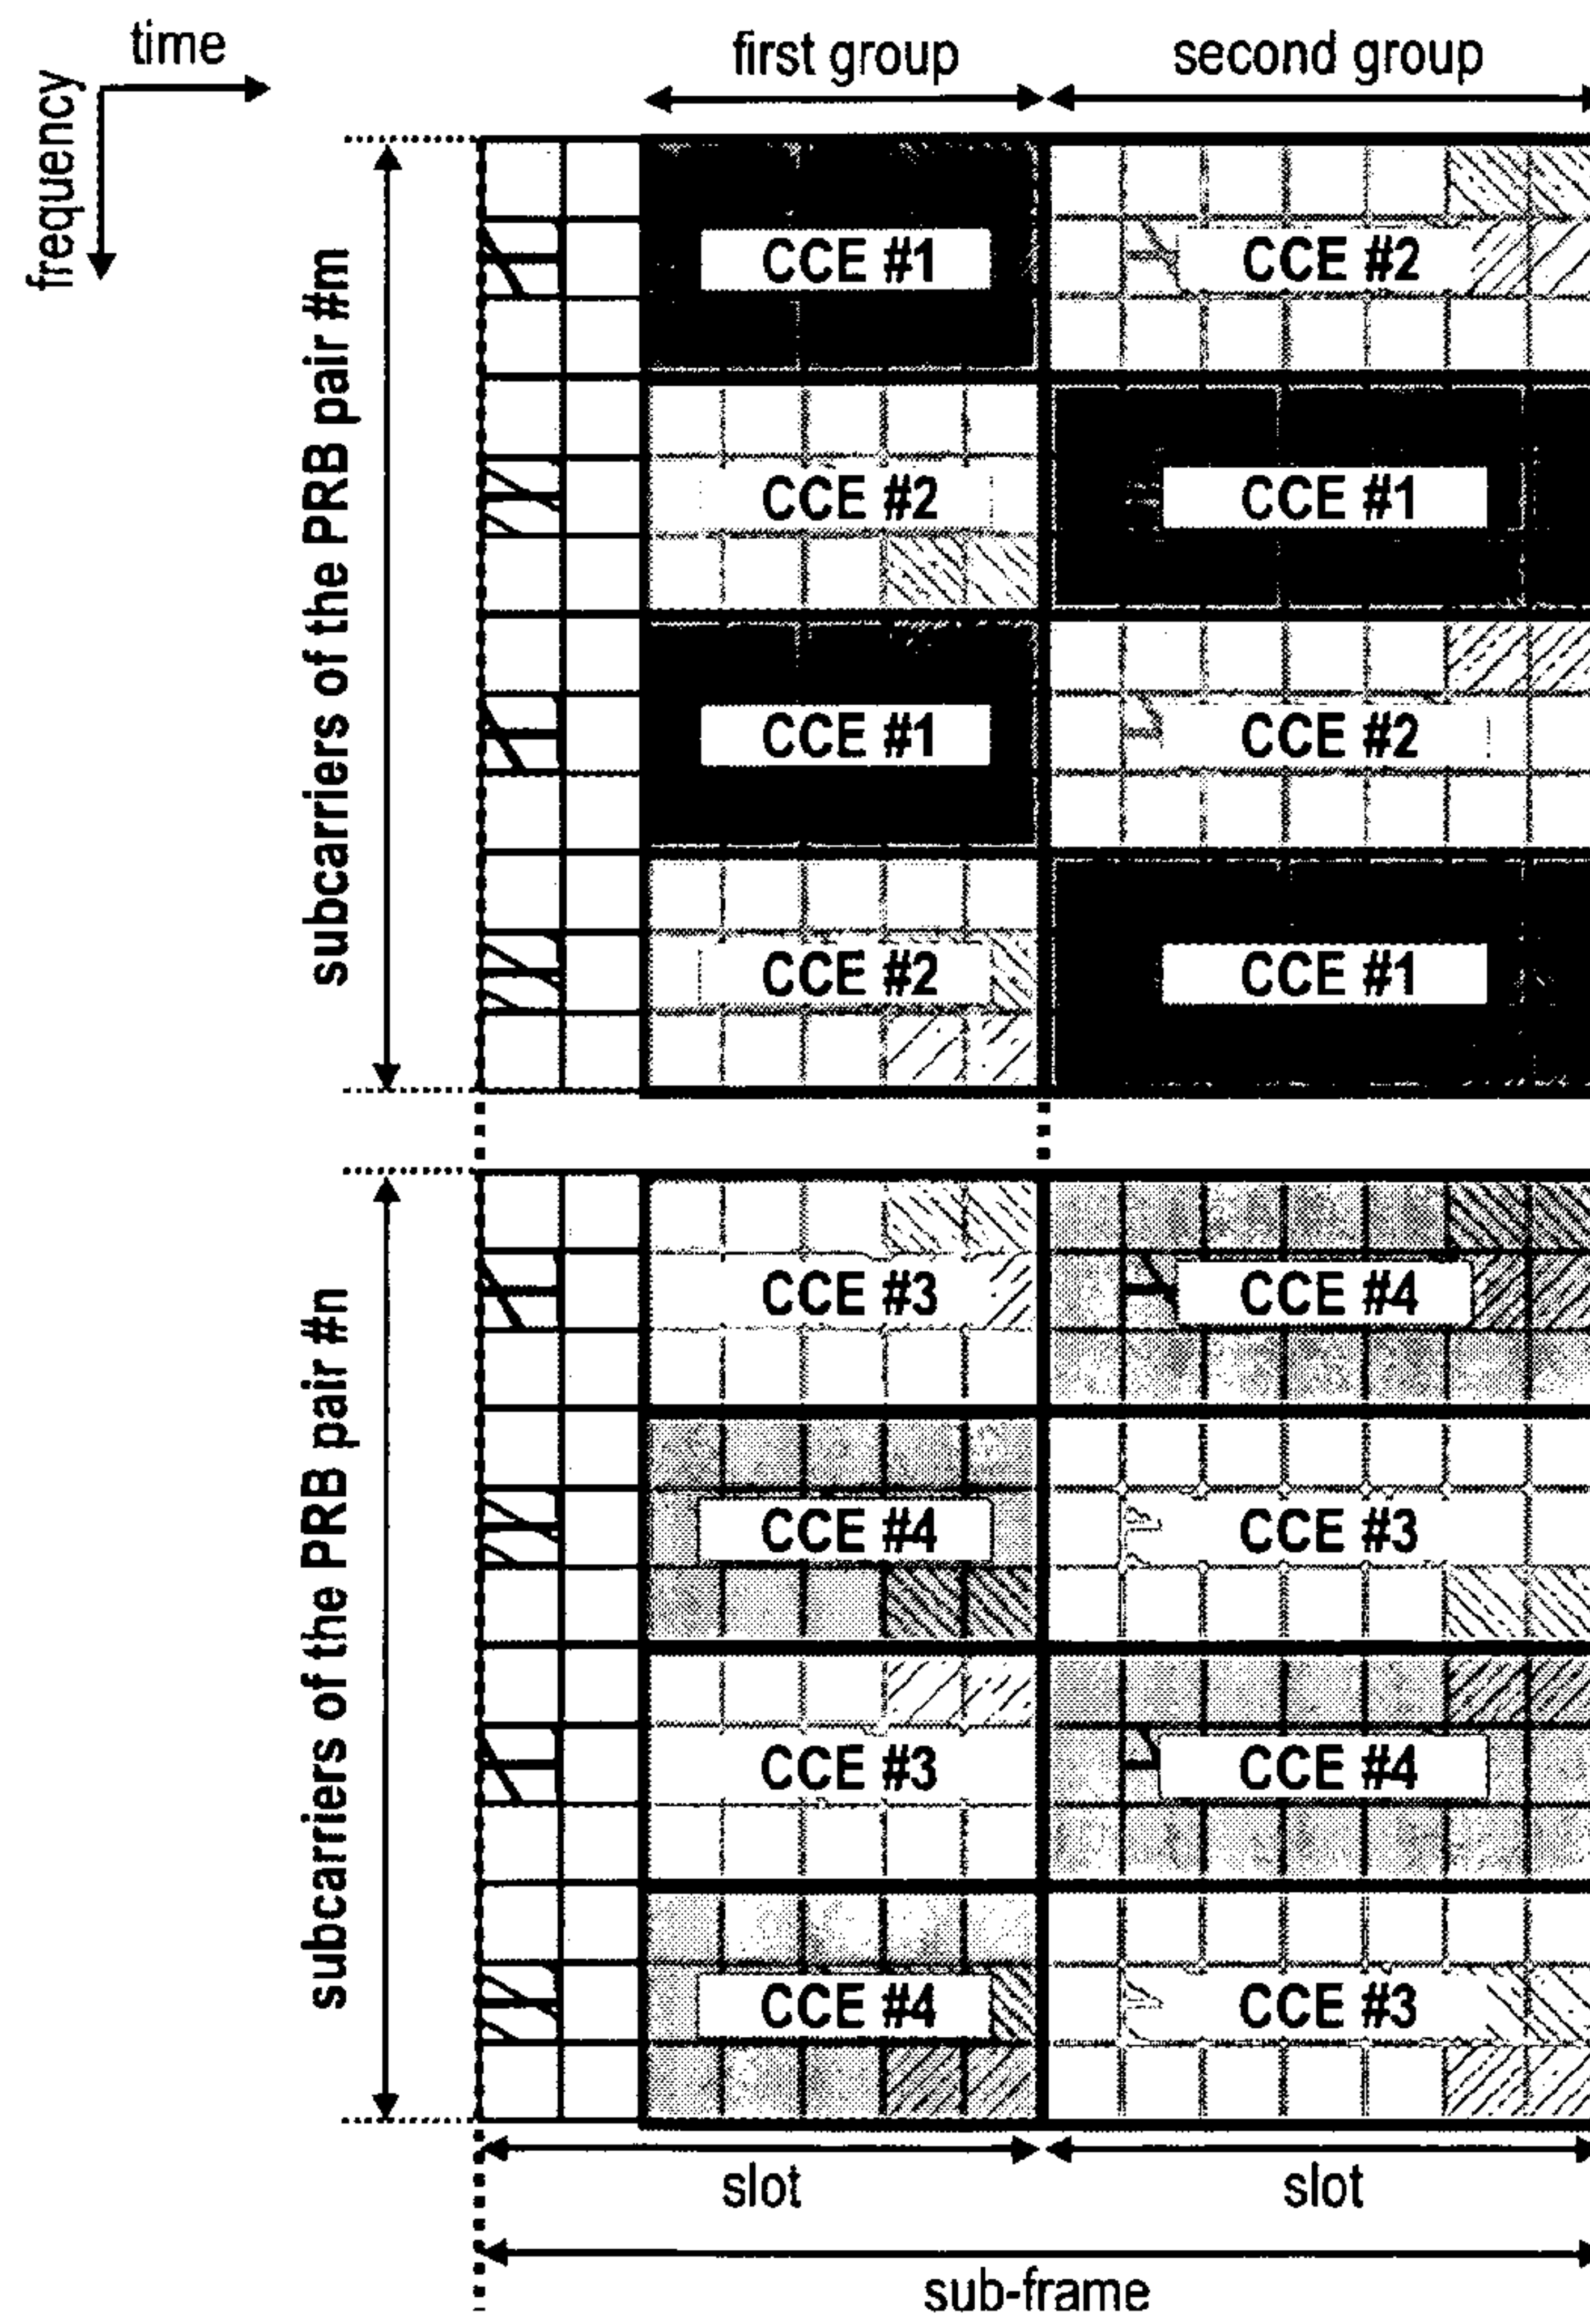 time
frequency
first group
second group
subcarriers of the PRB pair #m
CCE #1
CCE #2
CCE #2
CCE #1
CCE #1
CCE #2
CCE #2
CCE #1
subcarriers of the PRB pair #n
CCE #3
CCE #4
CCE #4
CCE #3
CCE #3
CCE #4
CCE #4
CCE #3
slot
slot
sub-frame